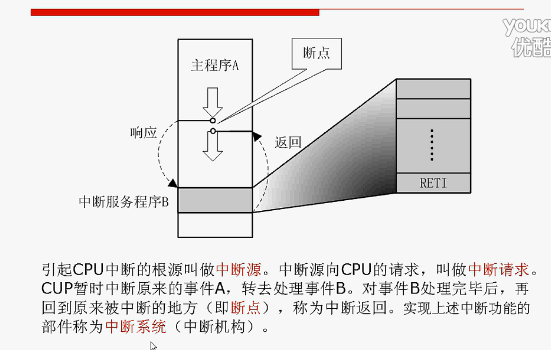 YOUKU
优酷
主程序A
断点
响应
返回
中断服务程序B
RETI
引起CPU中断的根源叫做中断源。中断源向CPU的请求，叫做中断请求。
CUP暂时中断原来的事件A，转去处理事件B。对事件B处理完毕后，再
回到原来被中断的地方（即断点），称为中断返回。实现上述中断功能的
部件称为中断系统（中断机构）。